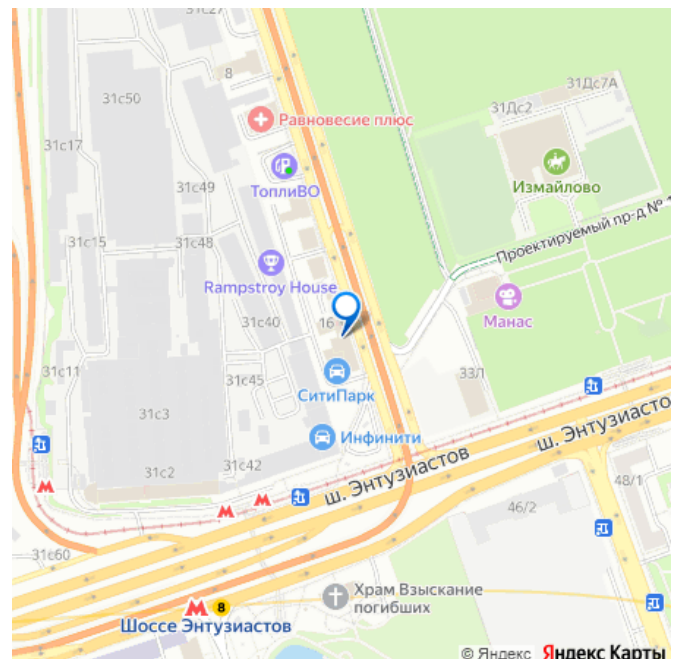 31с27
8
31с50
Равновесие плюс
31Дс7А
31Дс2
31с17
31с49
ТоплиВО
Измайлово
31с15
31с48
Проектируемый пр-д №
Rampstroy House
Манас
31с40
16
31с11
31с45
33Л
СитиПарк
31с3
Инфинити
ш. Энтузиасто
31с2
31с42
ш. Энтузиастов
48/1
46/2
31с60
Храм Взыскание
погибших
8
Шоссе Энтузиастов
© Яндекс Яндекс Карты